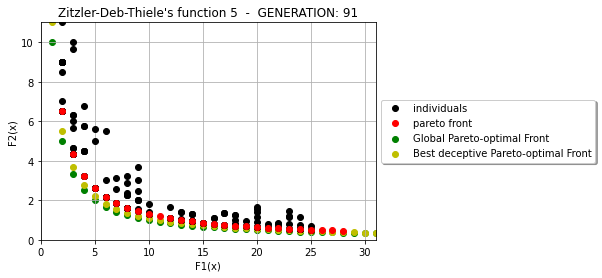 Zitzler-Deb-Thiele's function 5 - GENERATION: 91
F2(x)
10
8
6
4
2
0
0 5 10 15 20 25 30
F1(x)
individuals
pareto front
Global Pareto-optimal Front
Best deceptive Pareto-optimal Front